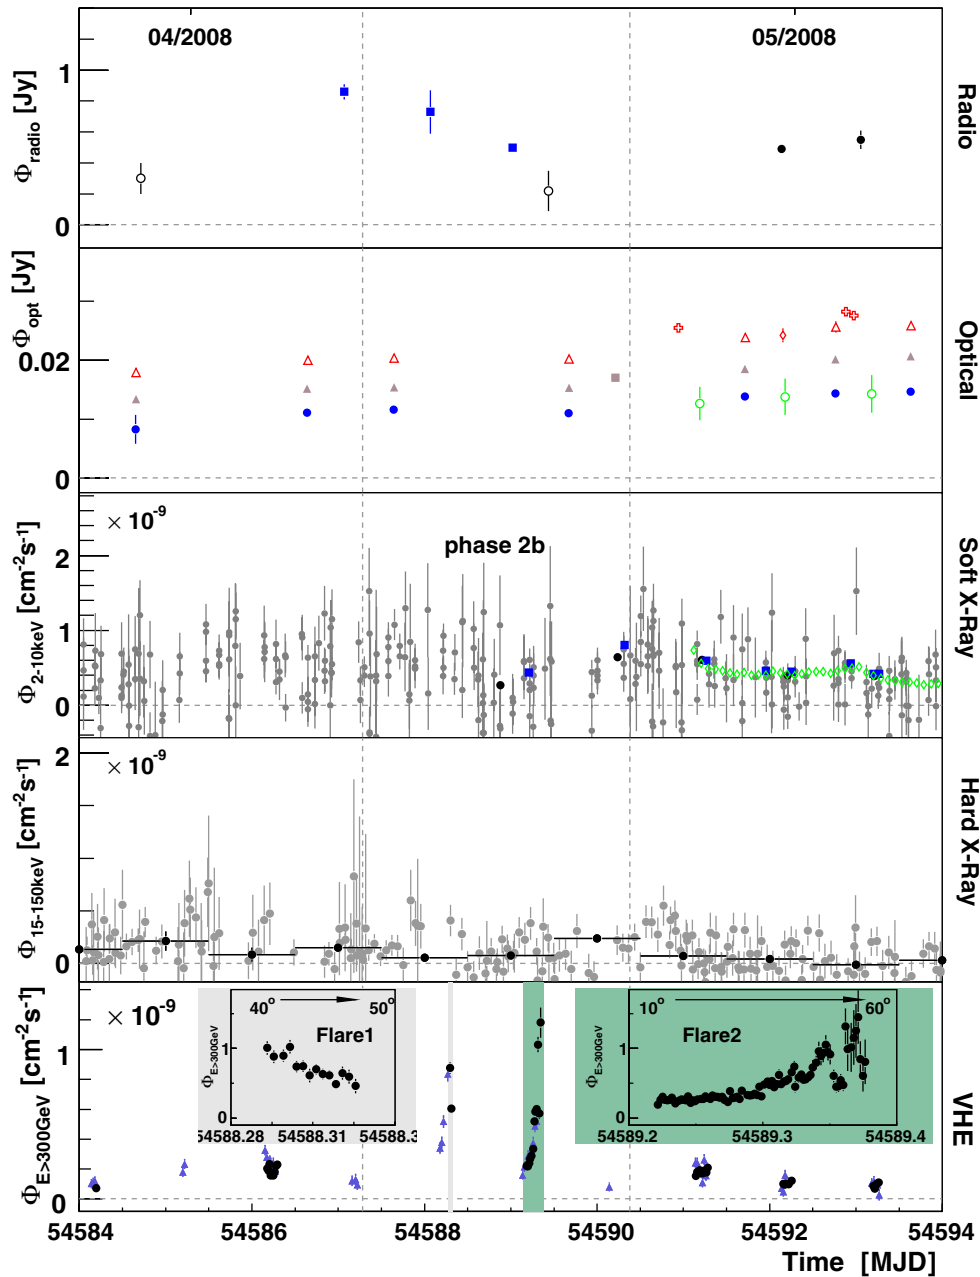 04/2008 05/2008
1
0
Φradio [Jy]
Radio
0.02
0
Φopt [Jy]
Optical
× 10⁻⁹
phase 2b
2
1
0
Φ2-10keV [cm⁻²s⁻¹]
Soft X-Ray
2
× 10⁻⁹
1
0
Φ15-150keV [cm⁻²s⁻¹]
Hard X-Ray
× 10⁻⁹
1
0
ΦE>300GeV [cm⁻²s⁻¹]
VHE
40° 50°
Flare1
1
0
ΦE>300GeV
54588.28 54588.31 54588.3
10° 60°
Flare2
1
0
ΦE>300GeV
54589.2 54589.3 54589.4
54584 54586 54588 54590 54592 54594
Time [MJD]